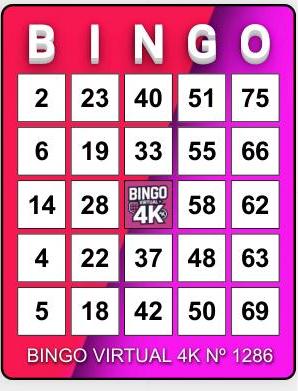 B I N G O
2 23 40 51 75
6 19 33 55 66
14 28 BINGO VIRTUAL 4K 58 62
4 22 37 48 63
5 18 42 50 69
BINGO VIRTUAL 4K Nº 1286